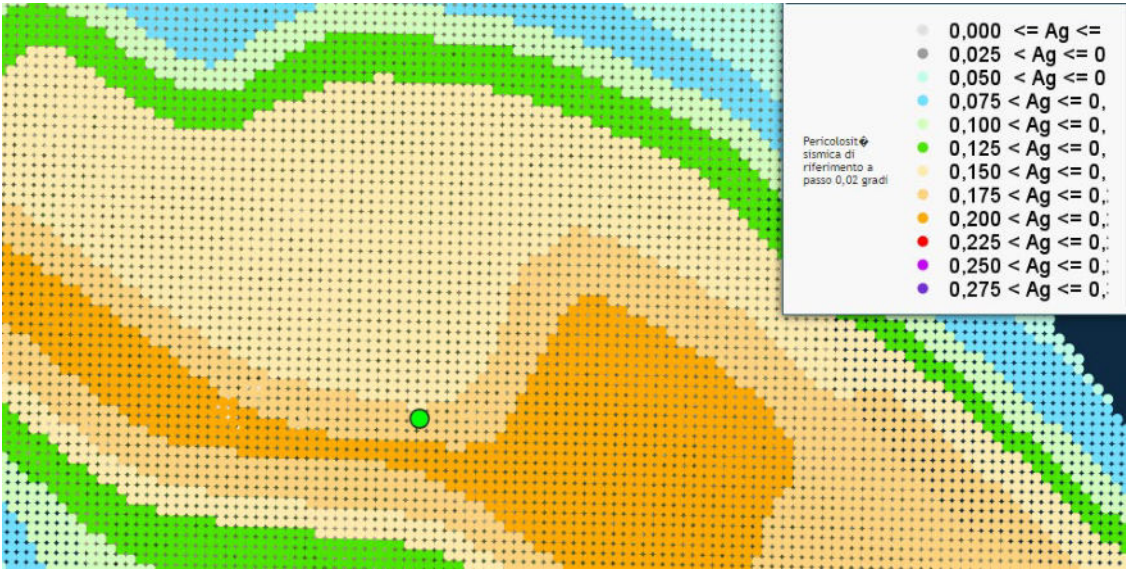 Pericolosit�
sismica di
riferimento a
passo 0,02 gradi
0,000 <= Ag <=
0,025 < Ag <= 0
0,050 < Ag <= 0
0,075 < Ag <= 0,
0,100 < Ag <= 0,
0,125 < Ag <= 0,
0,150 < Ag <= 0,
0,175 < Ag <= 0,
0,200 < Ag <= 0,
0,225 < Ag <= 0,
0,250 < Ag <= 0,
0,275 < Ag <= 0,